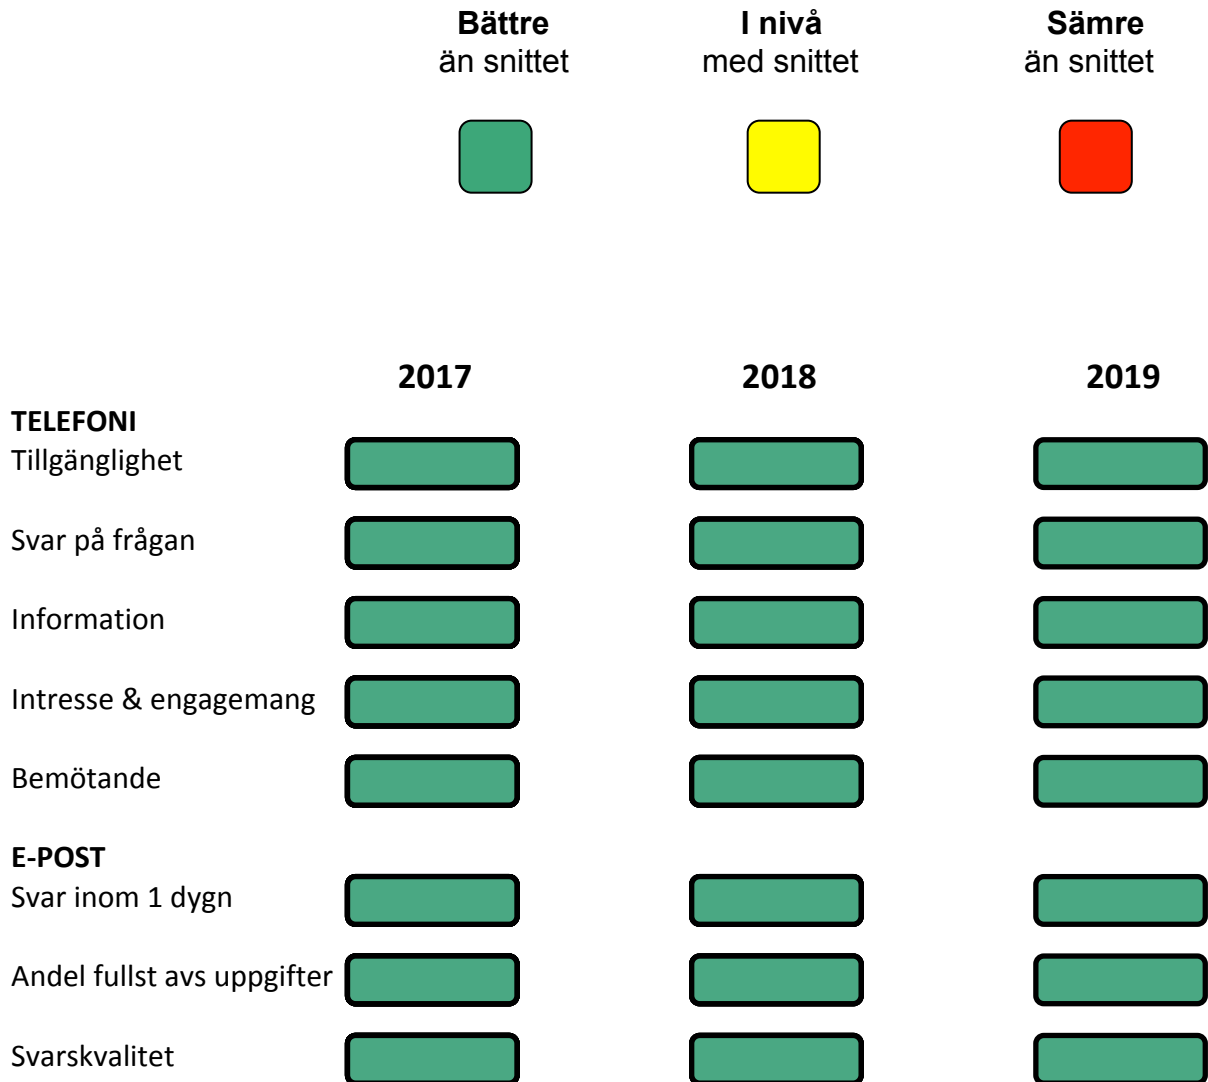 Bättre
än snittet
I nivå
med snittet
Sämre
än snittet
2017 2018 2019
TELEFONI
Tillgänglighet
Svar på frågan
Information
Intresse & engagemang
Bemötande
E-POST
Svar inom 1 dygn
Andel fullst avs uppgifter
Svarskvalitet